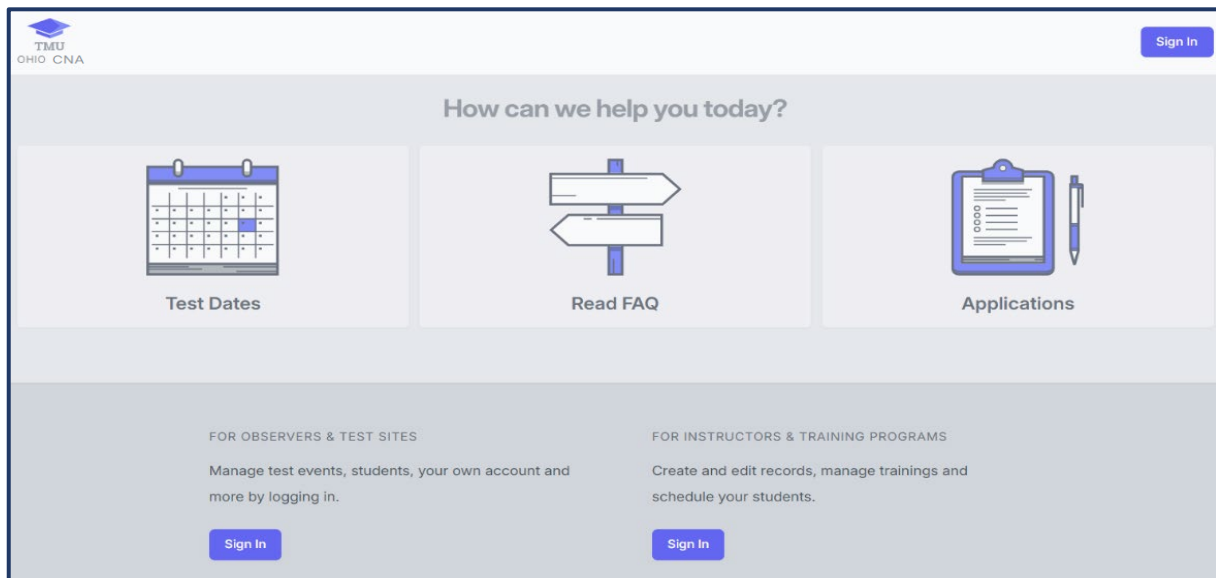 TMU
OHIO CNA
Sign In
How can we help you today?
Test Dates
Read FAQ
Applications
FOR OBSERVERS & TEST SITES
Manage test events, students, your own account and
more by logging in.
Sign In
FOR INSTRUCTORS & TRAINING PROGRAMS
Create and edit records, manage trainings and
schedule your students.
Sign In